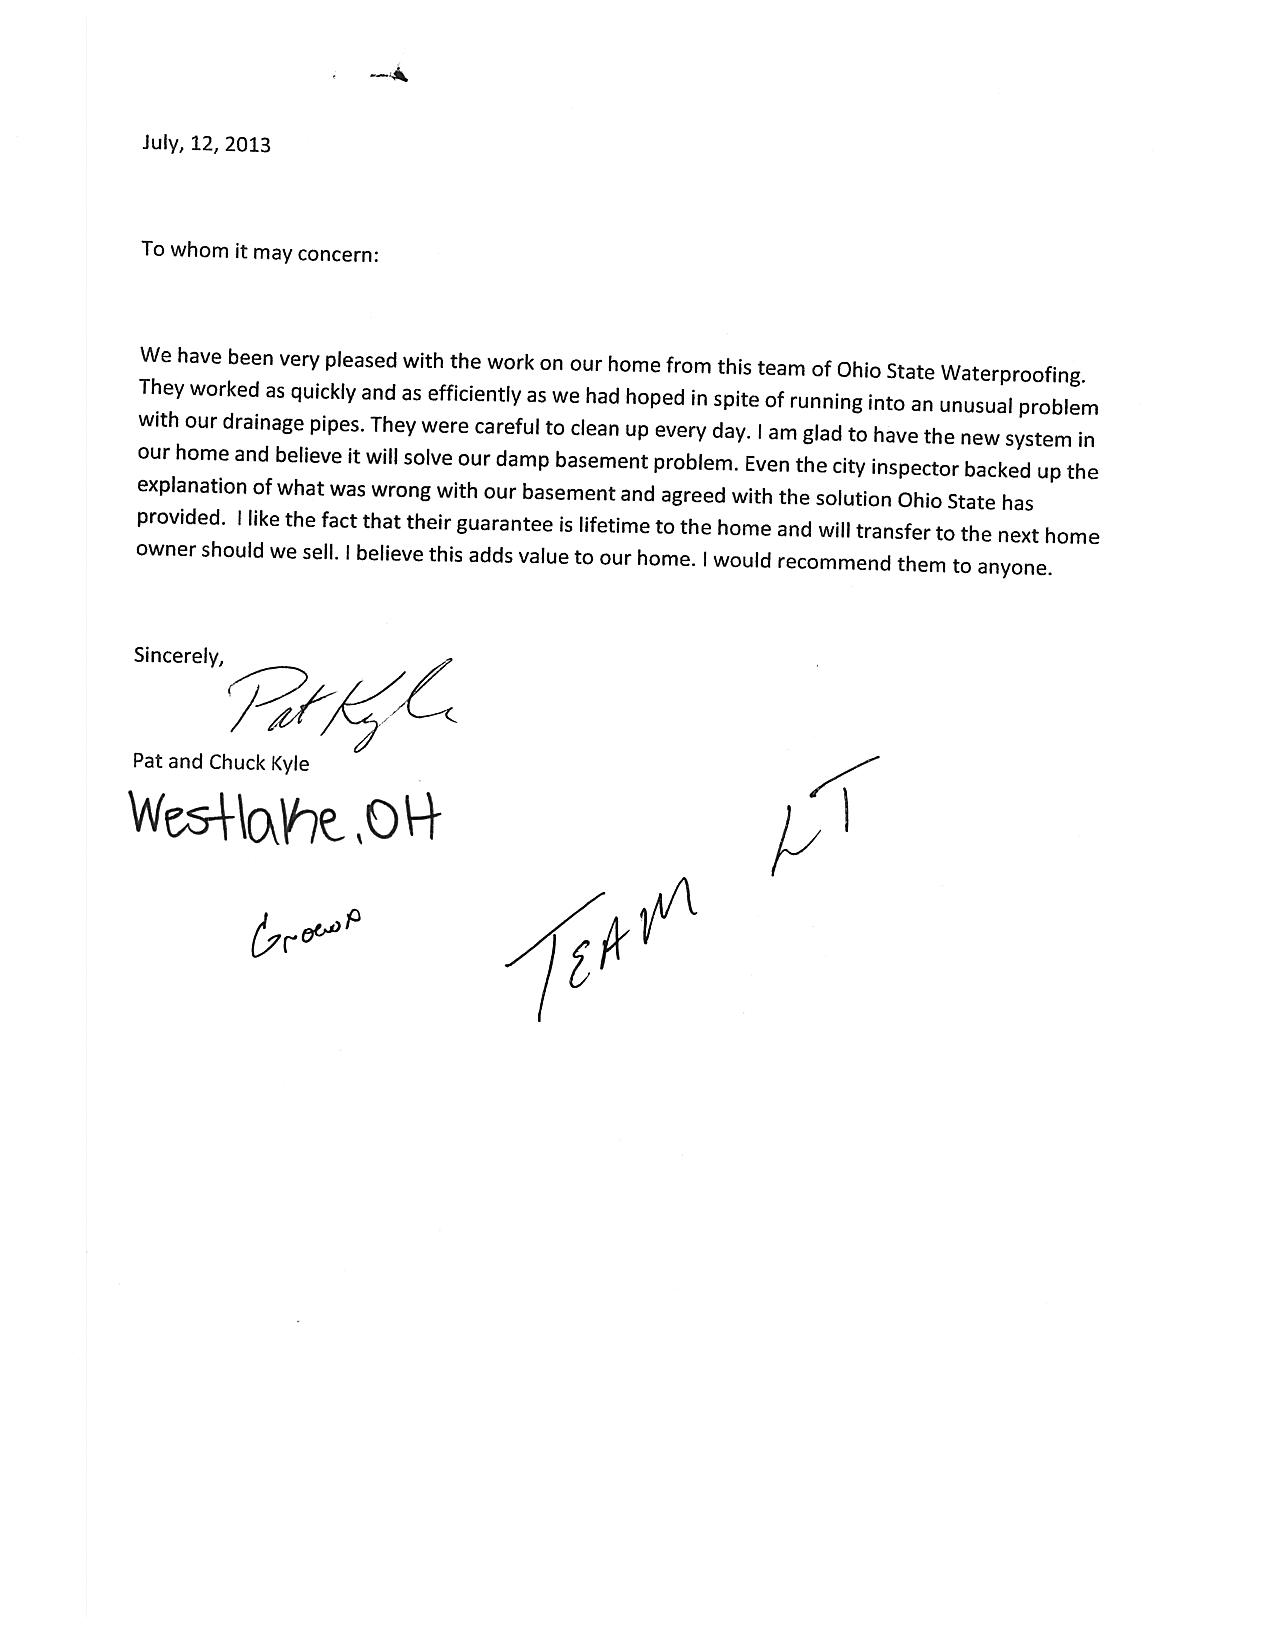 July, 12, 2013
To whom it may concern:
We have been very pleased with the work on our home from this team of Ohio State Waterproofing.
They worked as quickly and as efficiently as we had hoped in spite of running into an unusual problem
with our drainage pipes. They were careful to clean up every day. I am glad to have the new system in
our home and believe it will solve our damp basement problem. Even the city inspector backed up the
explanation of what was wrong with our basement and agreed with the solution Ohio State has
provided.  I like the fact that their guarantee is lifetime to the home and will transfer to the next home
owner should we sell. I believe this adds value to our home. I would recommend them to anyone.
Sincerely,
Pat Kyle
Pat and Chuck Kyle
Westlake, OH
TEAM LT